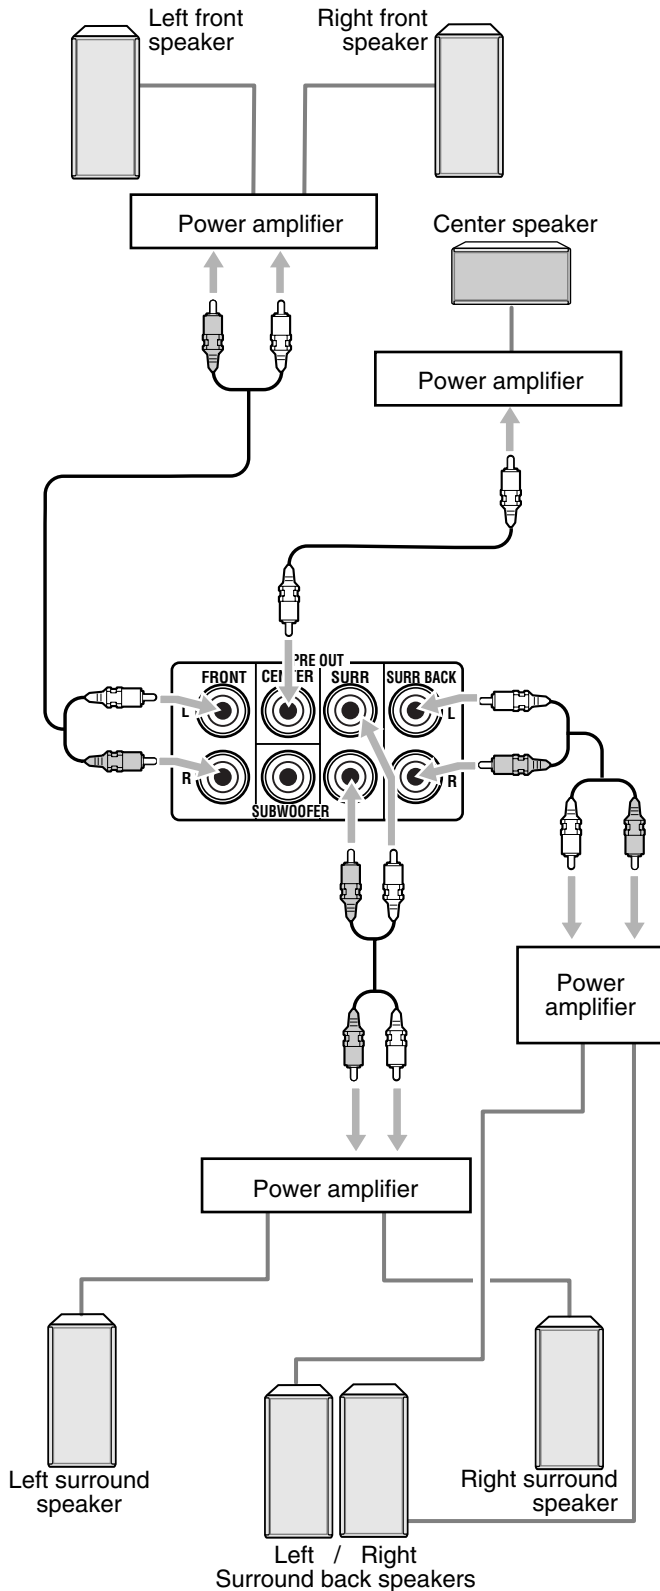 Left front
speaker
Right front
speaker
Power amplifier
Center speaker
Power amplifier
PRE OUT
FRONT CENTER SURR SURR BACK
L L
R R
SUBWOOFER
Power
amplifier
Power amplifier
Left surround
speaker
Right surround
speaker
Left / Right
Surround back speakers